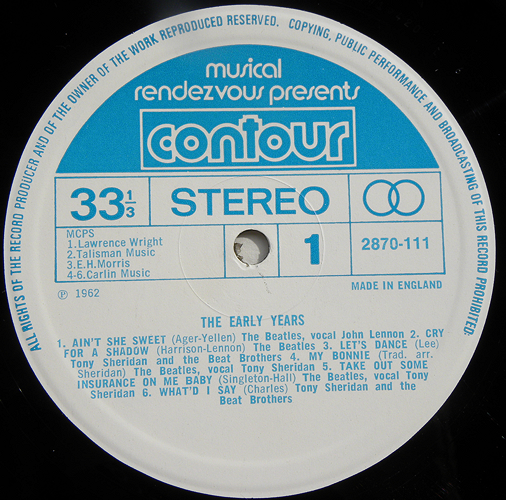 ALL RIGHTS OF THE RECORD PRODUCER AND OF THE OWNER OF THE WORK REPRODUCED RESERVED. COPYING, PUBLIC PERFORMANCE AND BROADCASTING OF THIS RECORD PROHIBITED.
musical
rendezvous presents
contour
33 1/3
STEREO
MCPS
1.Lawrence Wright
2.Talisman Music
3.E.H.Morris
4-6.Carlin Music
1
2870-111
℗ 1962
MADE IN ENGLAND
THE EARLY YEARS
1. AIN'T SHE SWEET (Ager-Yellen) The Beatles, vocal John Lennon 2. CRY
FOR A SHADOW (Harrison-Lennon) The Beatles 3. LET'S DANCE (Lee)
Tony Sheridan and the Beat Brothers 4. MY BONNIE (Trad. arr.
Sheridan) The Beatles, vocal Tony Sheridan 5. TAKE OUT SOME
INSURANCE ON ME BABY (Singleton-Hall) The Beatles, vocal Tony
Sheridan 6. WHAT'D I SAY (Charles) Tony Sheridan and the
Beat Brothers